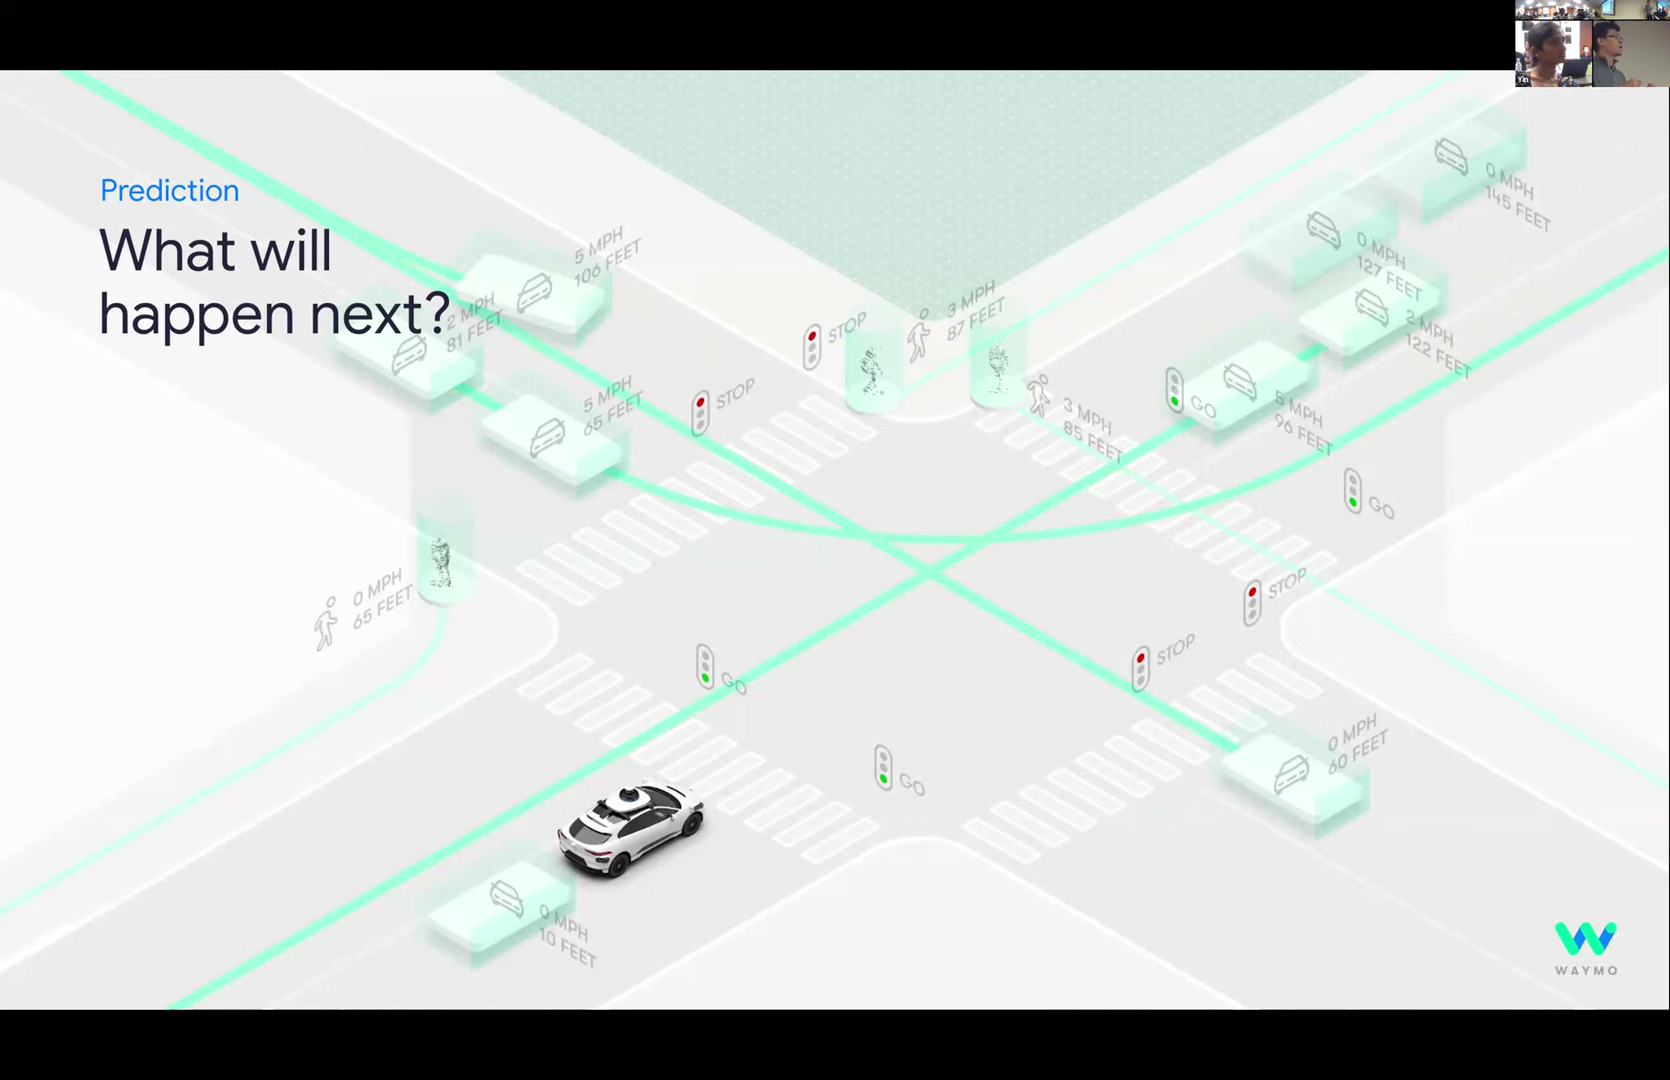 Yin
Prediction
What will
happen next?
5 MPH
106 FEET
2 MPH
81 FEET
5 MPH
65 FEET
STOP
STOP
3 MPH
87 FEET
3 MPH
85 FEET
0 MPH
145 FEET
0 MPH
127 FEET
2 MPH
122 FEET
GO
5 MPH
96 FEET
GO
0 MPH
65 FEET
STOP
STOP
GO
GO
0 MPH
60 FEET
0 MPH
10 FEET
WAYMO